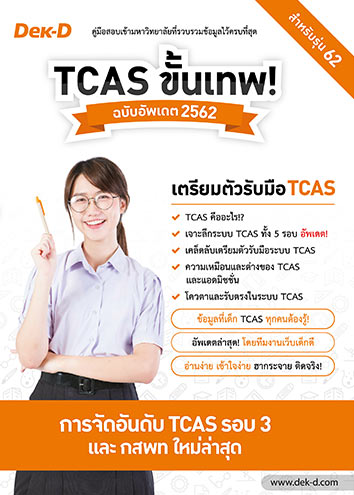 DEK-D
คู่มือสอบเข้ามหาวิทยาลัยที่รวบรวมข้อมูลไว้ครบที่สุด
สำหรับรุ่น 62
TCAS ขั้นเทพ!
ฉบับอัพเดต 2562
เตรียมตัวรับมือ TCAS
TCAS คืออะไร!?
เจาะลึกระบบ TCAS ทั้ง 5 รอบ อัพเดต!
เคล็ดลับเตรียมตัวรับมือระบบ TCAS
ความเหมือนและต่างของ TCAS
และแอดมิชชั่น
โควตาและรับตรงในระบบ TCAS
ข้อมูลที่เด็ก TCAS ทุกคนต้องรู้!
อัพเดตล่าสุด! โดยทีมงานเว็บเด็กดี
อ่านง่าย เข้าใจง่าย ฮากระจาย ติดจริง!
การจัดอันดับ TCAS รอบ 3
และ กสพท ใหม่ล่าสุด
www.dek-d.com